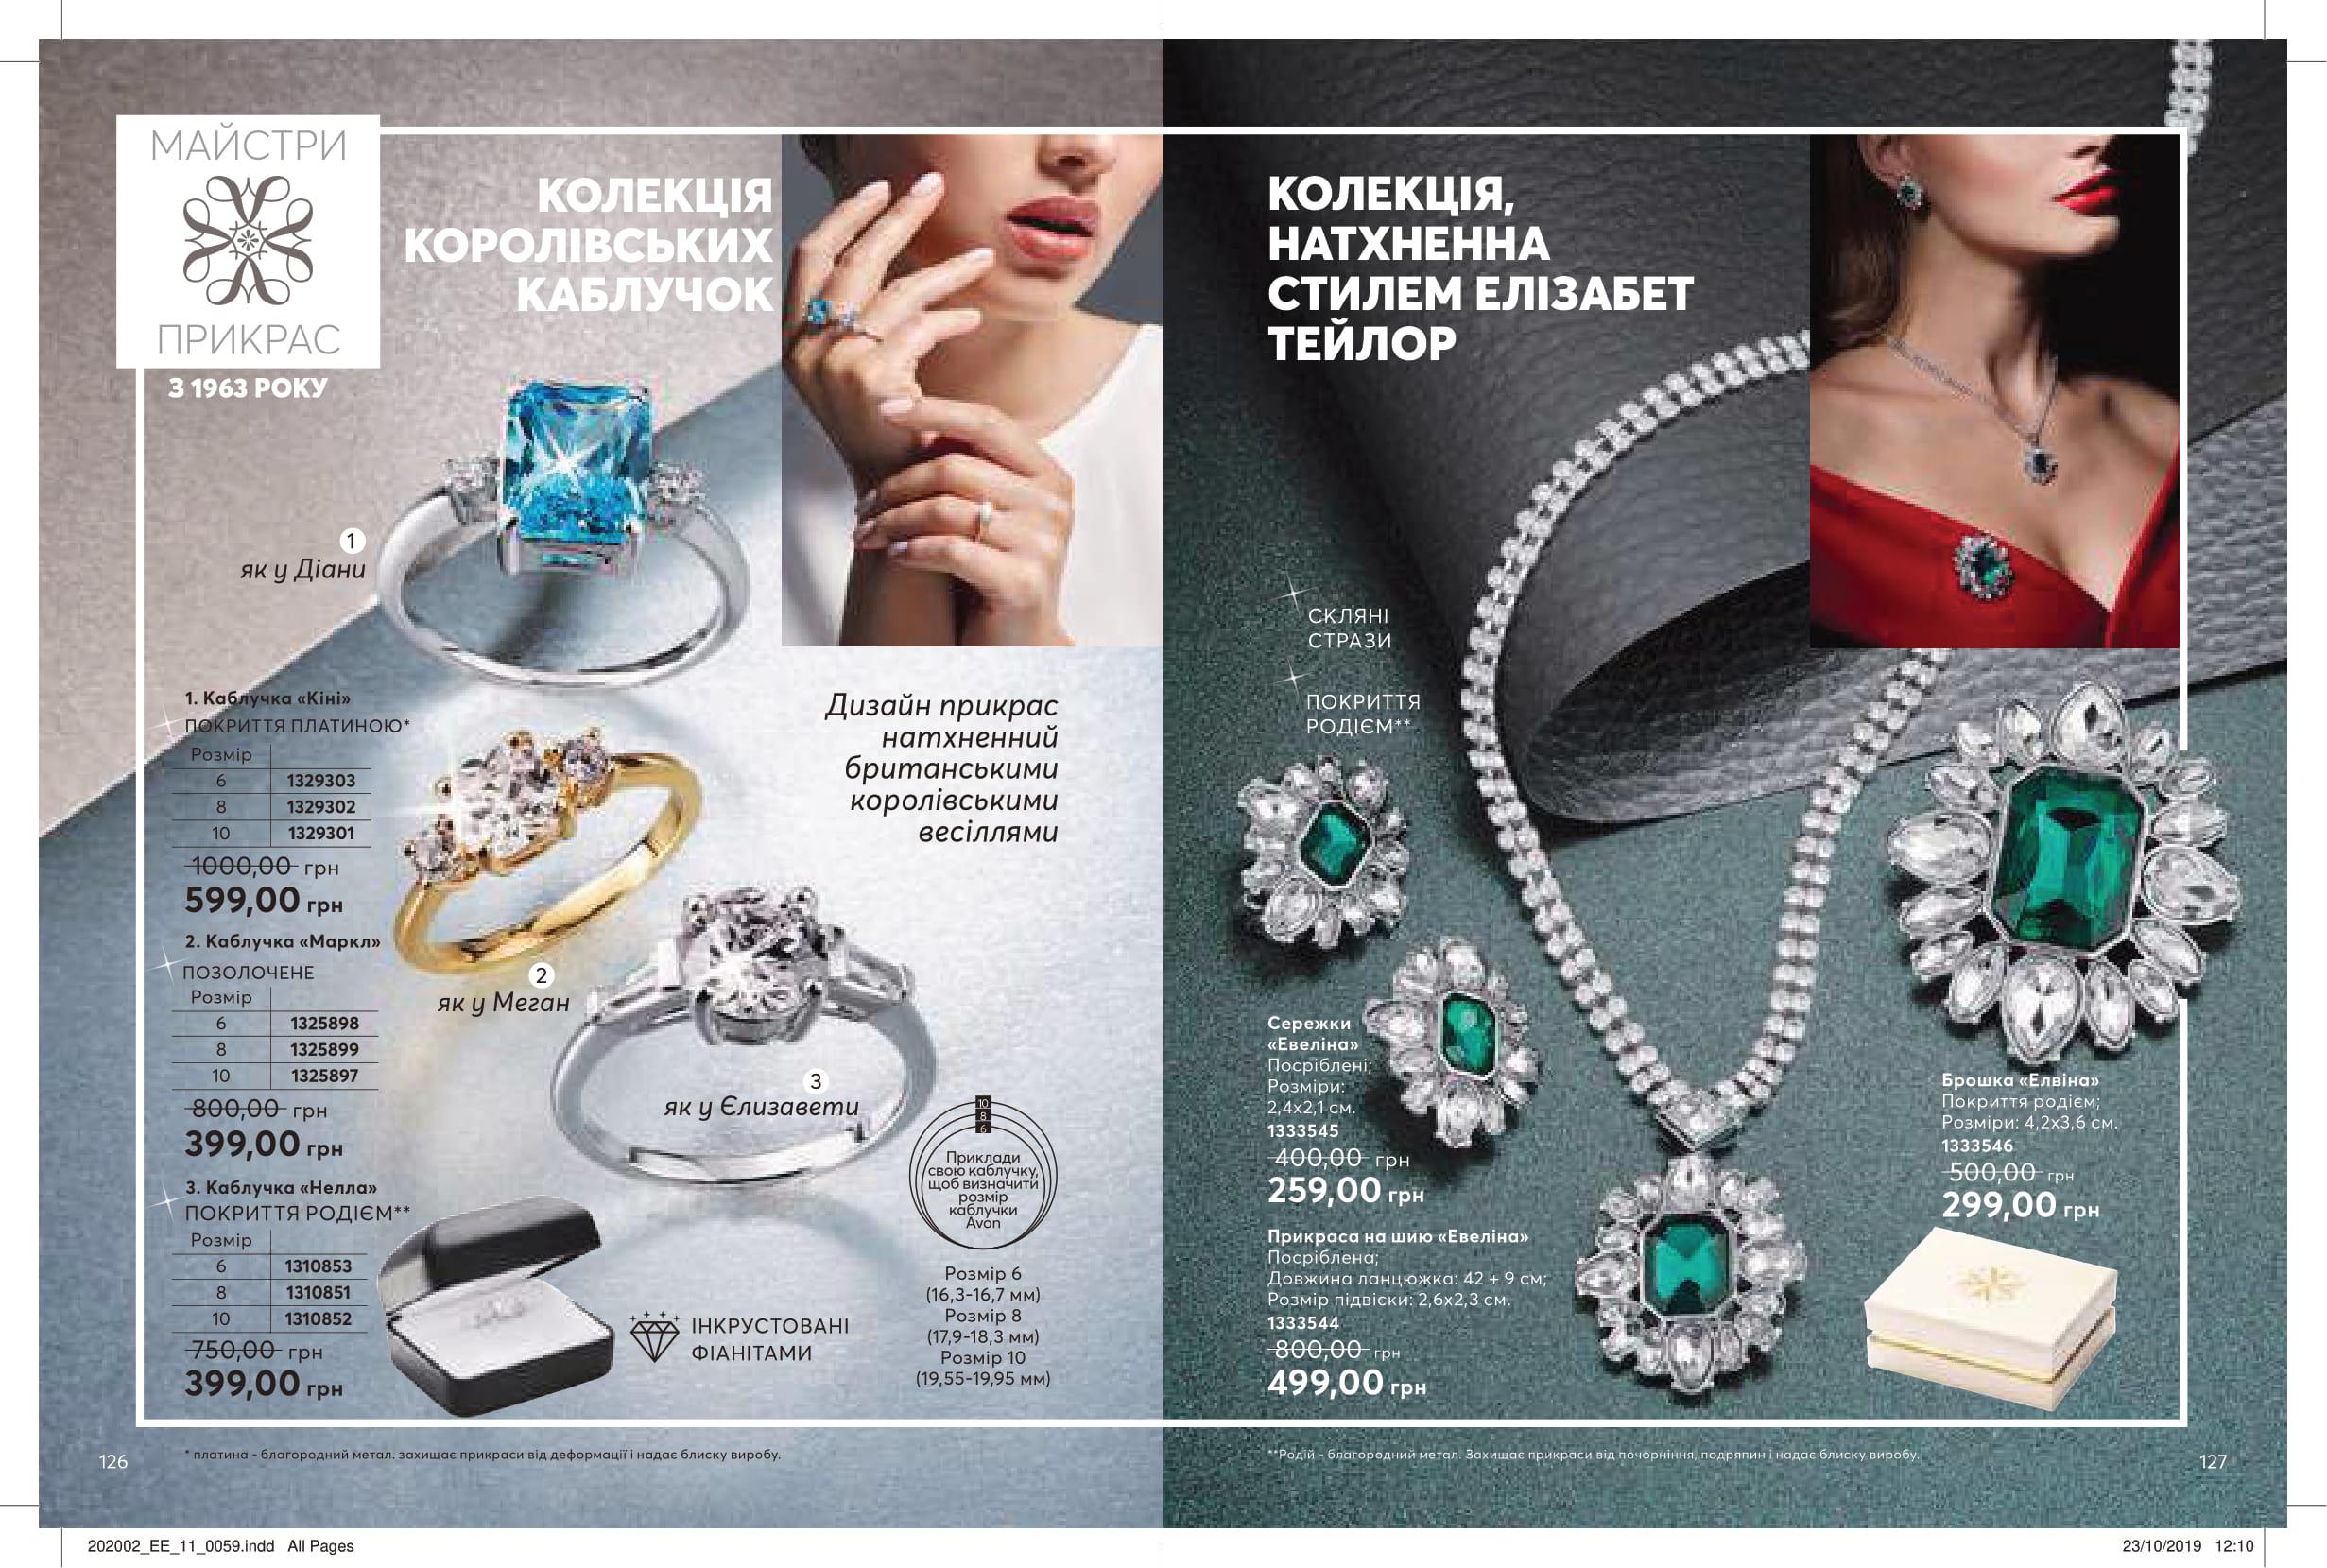 МАЙСТРИ
ПРИКРАС
З 1963 РОКУ
КОЛЕКЦІЯ
КОРОЛІВСЬКИХ
КАБЛУЧОК
1
як у Діани
1. Каблучка «Кіні»
ПОКРИТТЯ ПЛАТИНОЮ*
Розмір
6 1329303
8 1329302
10 1329301
1000,00 грн
599,00 грн
2. Каблучка «Маркл»
ПОЗОЛОЧЕНЕ
Розмір
6 1325898
8 1325899
10 1325897
800,00 грн
399,00 грн
3. Каблучка «Нелла»
ПОКРИТТЯ РОДІЄМ**
Розмір
6 1310853
8 1310851
10 1310852
750,00 грн
399,00 грн
Дизайн прикрас
натхненний
британськими
королівськими
весіллями
2
як у Меган
3
як у Єлизавети
10
8
6
Приклади
свою каблучку,
щоб визначити
розмір
каблучки
Avon
Розмір 6
(16,3-16,7 мм)
Розмір 8
(17,9-18,3 мм)
Розмір 10
(19,55-19,95 мм)
ІНКРУСТОВАНІ
ФІАНІТАМИ
* платина - благородний метал. захищає прикраси від деформації і надає блиску виробу.
126
КОЛЕКЦІЯ,
НАТХНЕННА
СТИЛЕМ ЕЛІЗАБЕТ
ТЕЙЛОР
СКЛЯНІ
СТРАЗИ
ПОКРИТТЯ
РОДІЄМ**
Сережки
«Евеліна»
Посріблені;
Розміри:
2,4х2,1 см.
1333545
400,00 грн
259,00 грн
Прикраса на шию «Евеліна»
Посріблена;
Довжина ланцюжка: 42 + 9 см;
Розмір підвіски: 2,6х2,3 см.
1333544
800,00 грн
499,00 грн
Брошка «Елвіна»
Покриття родієм;
Розміри: 4,2х3,6 см.
1333546
500,00 грн
299,00 грн
**Родій - благородний метал. Захищає прикраси від почорніння, подряпин і надає блиску виробу.
127
202002_EE_11_0059.indd All Pages
23/10/2019 12:10